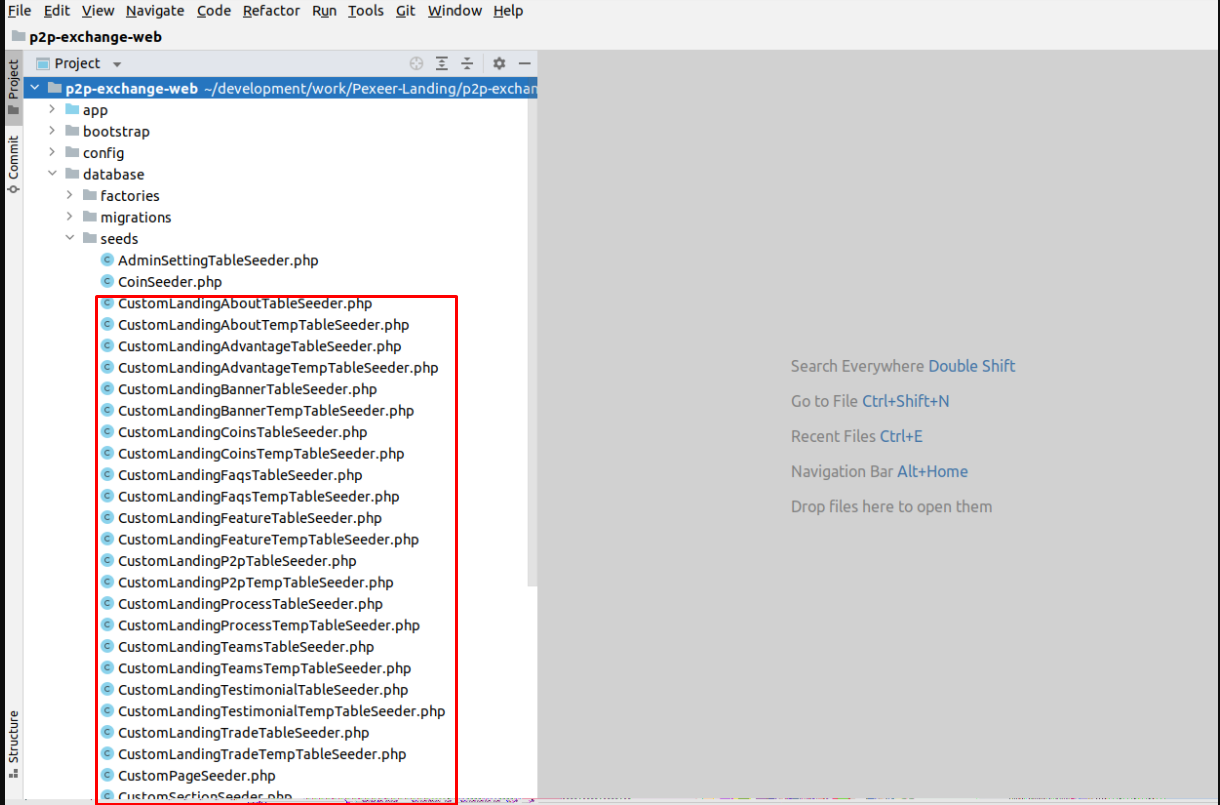 File Edit View Navigate Code Refactor Run Tools Git Window Help
p2p-exchange-web
Project
Project
p2p-exchange-web ~/development/work/Pexeer-Landing/p2p-exchan
app
bootstrap
config
Commit
database
factories
migrations
seeds
AdminSettingTableSeeder.php
CoinSeeder.php
CustomLandingAboutTableSeeder.php
CustomLandingAboutTempTableSeeder.php
CustomLandingAdvantageTableSeeder.php
CustomLandingAdvantageTempTableSeeder.php
CustomLandingBannerTableSeeder.php
CustomLandingBannerTempTableSeeder.php
CustomLandingCoinsTableSeeder.php
CustomLandingCoinsTempTableSeeder.php
CustomLandingFaqsTableSeeder.php
CustomLandingFaqsTempTableSeeder.php
CustomLandingFeatureTableSeeder.php
CustomLandingFeatureTempTableSeeder.php
CustomLandingP2pTableSeeder.php
CustomLandingP2pTempTableSeeder.php
CustomLandingProcessTableSeeder.php
CustomLandingProcessTempTableSeeder.php
CustomLandingTeamsTableSeeder.php
CustomLandingTeamsTempTableSeeder.php
CustomLandingTestimonialTableSeeder.php
CustomLandingTestimonialTempTableSeeder.php
CustomLandingTradeTableSeeder.php
CustomLandingTradeTempTableSeeder.php
CustomPageSeeder.php
CustomSectionSeeder.php
Structure
Search Everywhere Double Shift
Go to File Ctrl+Shift+N
Recent Files Ctrl+E
Navigation Bar Alt+Home
Drop files here to open them